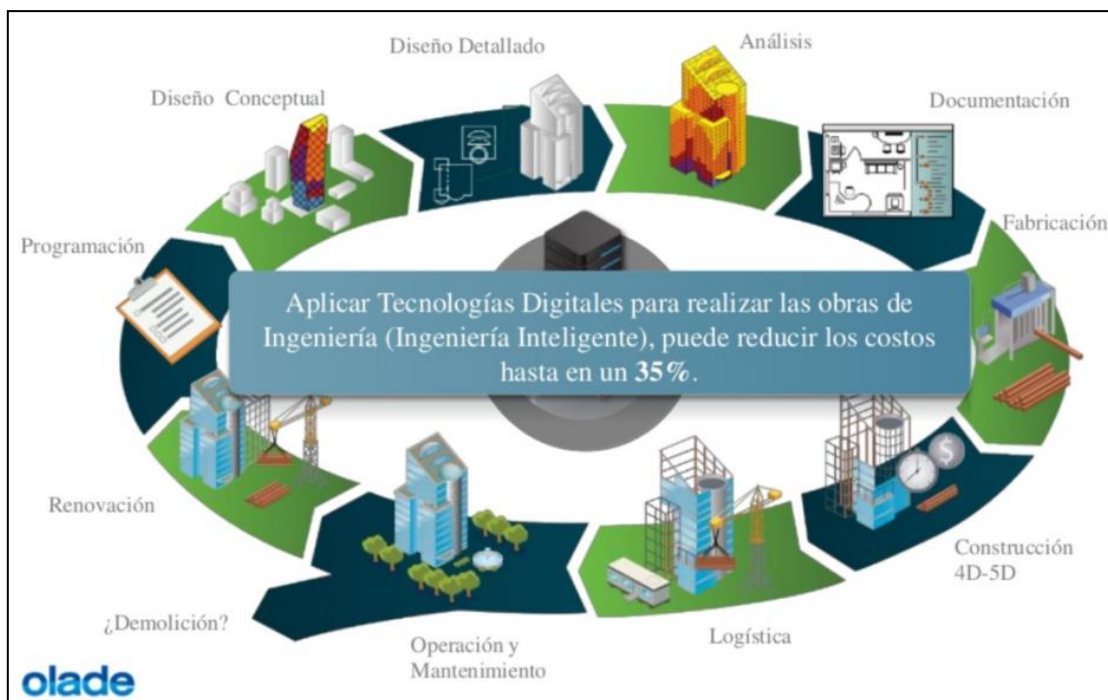 Diseño Detallado
Análisis
Diseño Conceptual
Documentación
Programación
Fabricación
Aplicar Tecnologías Digitales para realizar las obras de
Ingeniería (Ingeniería Inteligente), puede reducir los costos
hasta en un 35%.
$
Renovación
Construcción
4D-5D
¿Demolición?
Operación y
Mantenimiento
Logística
olade